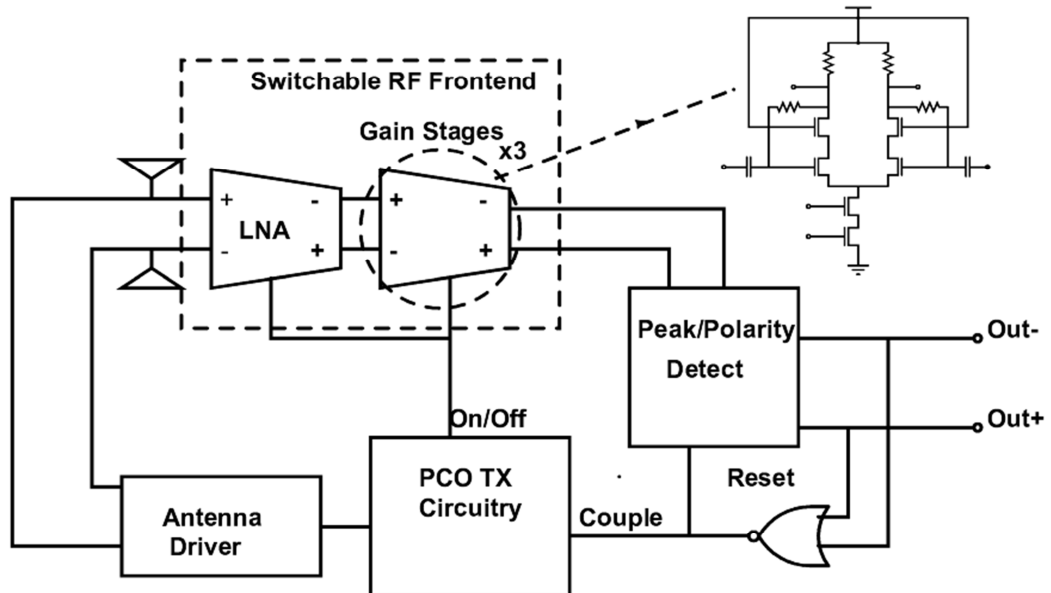 Switchable RF Frontend
Gain Stages
x3
+ - + -
LNA
- + - +
Peak/Polarity
Detect
Out-
Out+
On/Off
PCO TX
Circuitry
Reset
Couple
Antenna
Driver